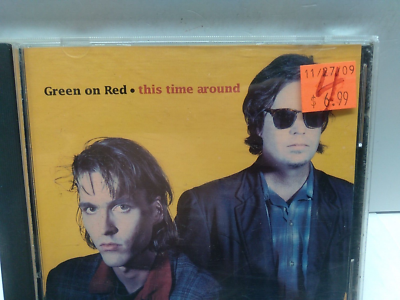 Green on Red • this time around
11/27/09
4
$ 6.99